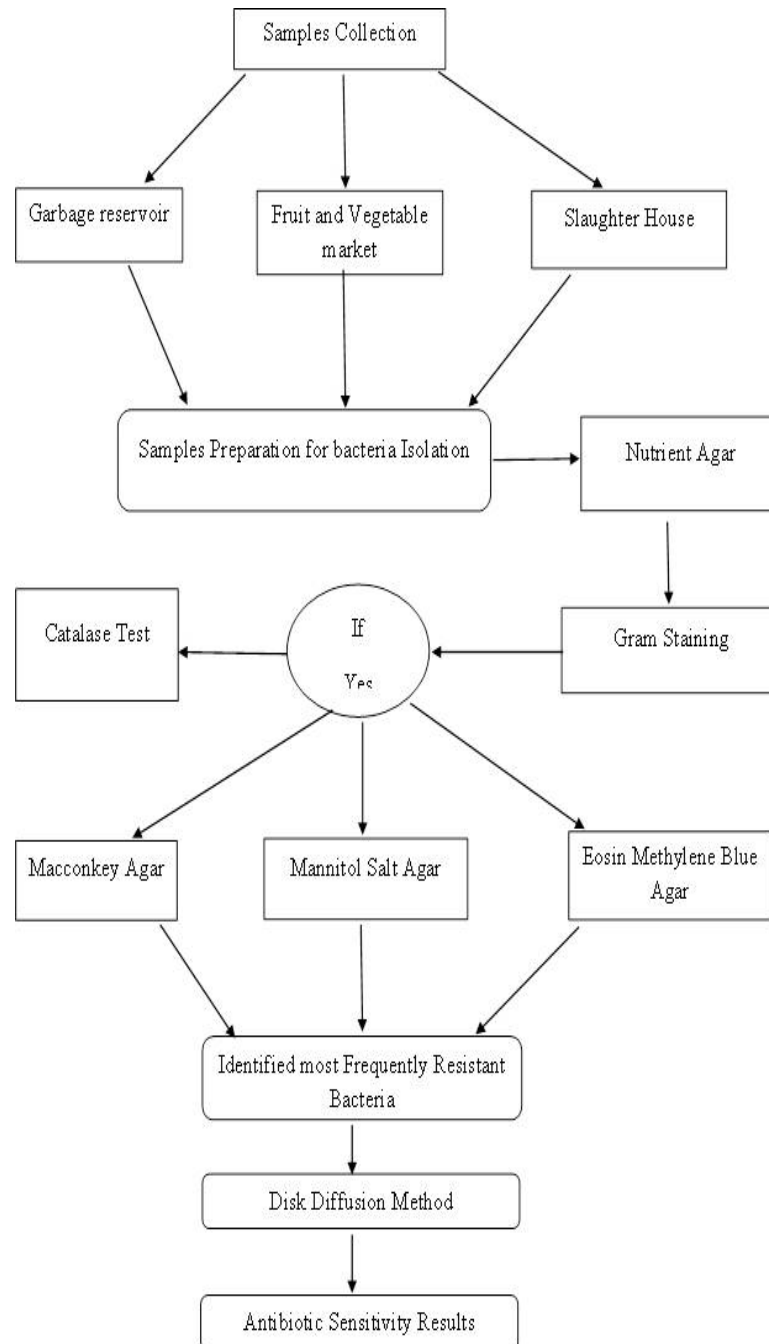 Samples Collection
Garbage reservoir
Fruit and Vegetable
market
Slaughter House
Samples Preparation for bacteria Isolation
Nutrient Agar
Catalase Test
If
Yes
Gram Staining
Macconkey Agar
Mannitol Salt Agar
Eosin Methylene Blue
Agar
Identified most Frequently Resistant
Bacteria
Disk Diffusion Method
Antibiotic Sensitivity Results